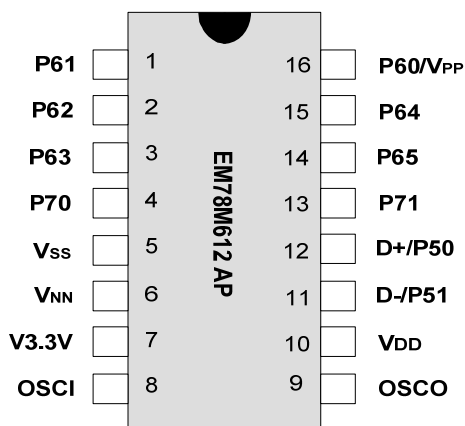 P61 1 16 P60/VPP
P62 2 15 P64
P63 3 14 P65
P70 4 13 P71
VSS 5 12 D+/P50
VNN 6 11 D-/P51
V3.3V 7 10 VDD
OSCI 8 9 OSCO
EM78M612 AP